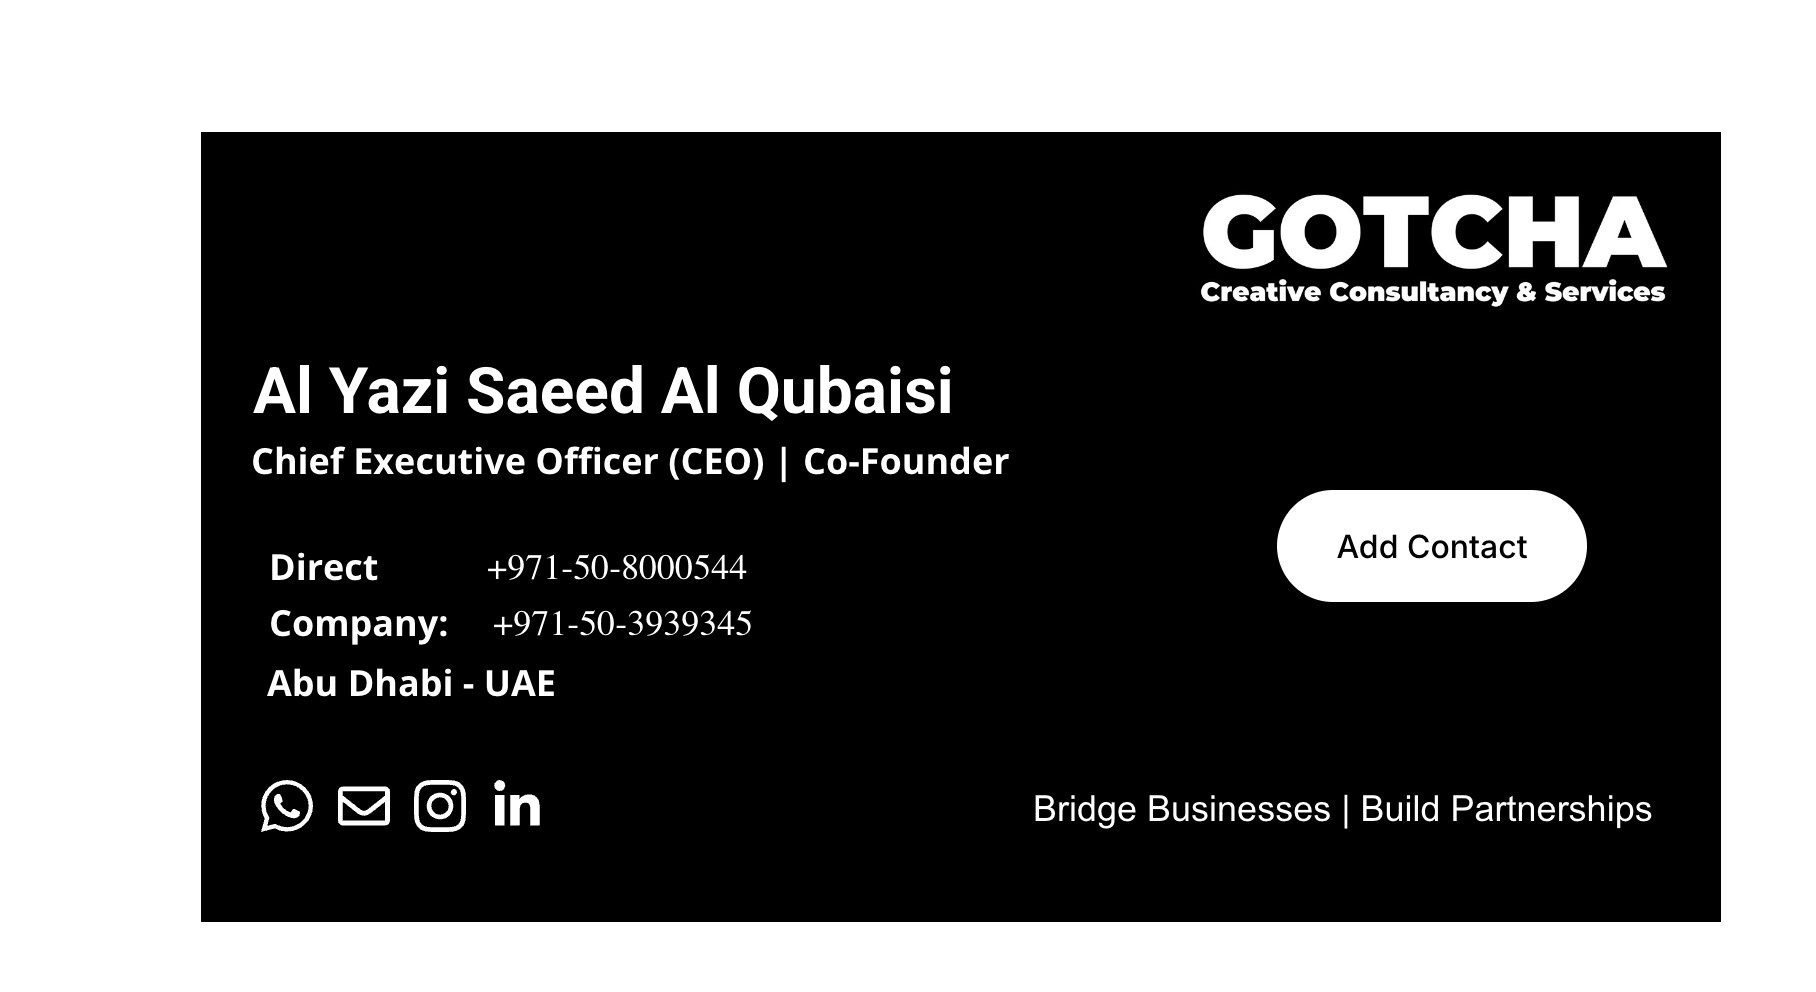 GOTCHA
Creative Consultancy & Services
Al Yazi Saeed Al Qubaisi
Chief Executive Officer (CEO) | Co-Founder
Direct +971-50-8000544
Company: +971-50-3939345
Abu Dhabi - UAE
Add Contact
in
Bridge Businesses | Build Partnerships